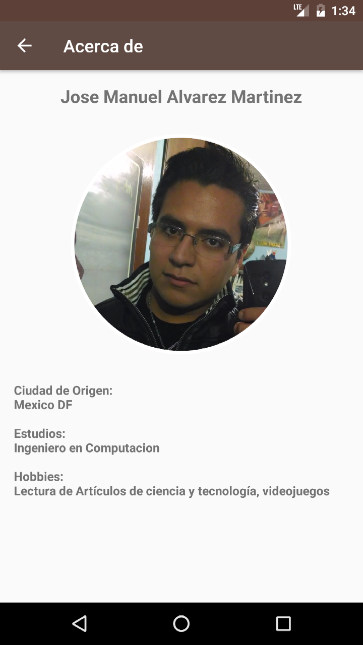 LTE 1:34
Acerca de
Jose Manuel Alvarez Martinez
Ciudad de Origen:
Mexico DF
Estudios:
Ingeniero en Computacion
Hobbies:
Lectura de Artículos de ciencia y tecnología, videojuegos